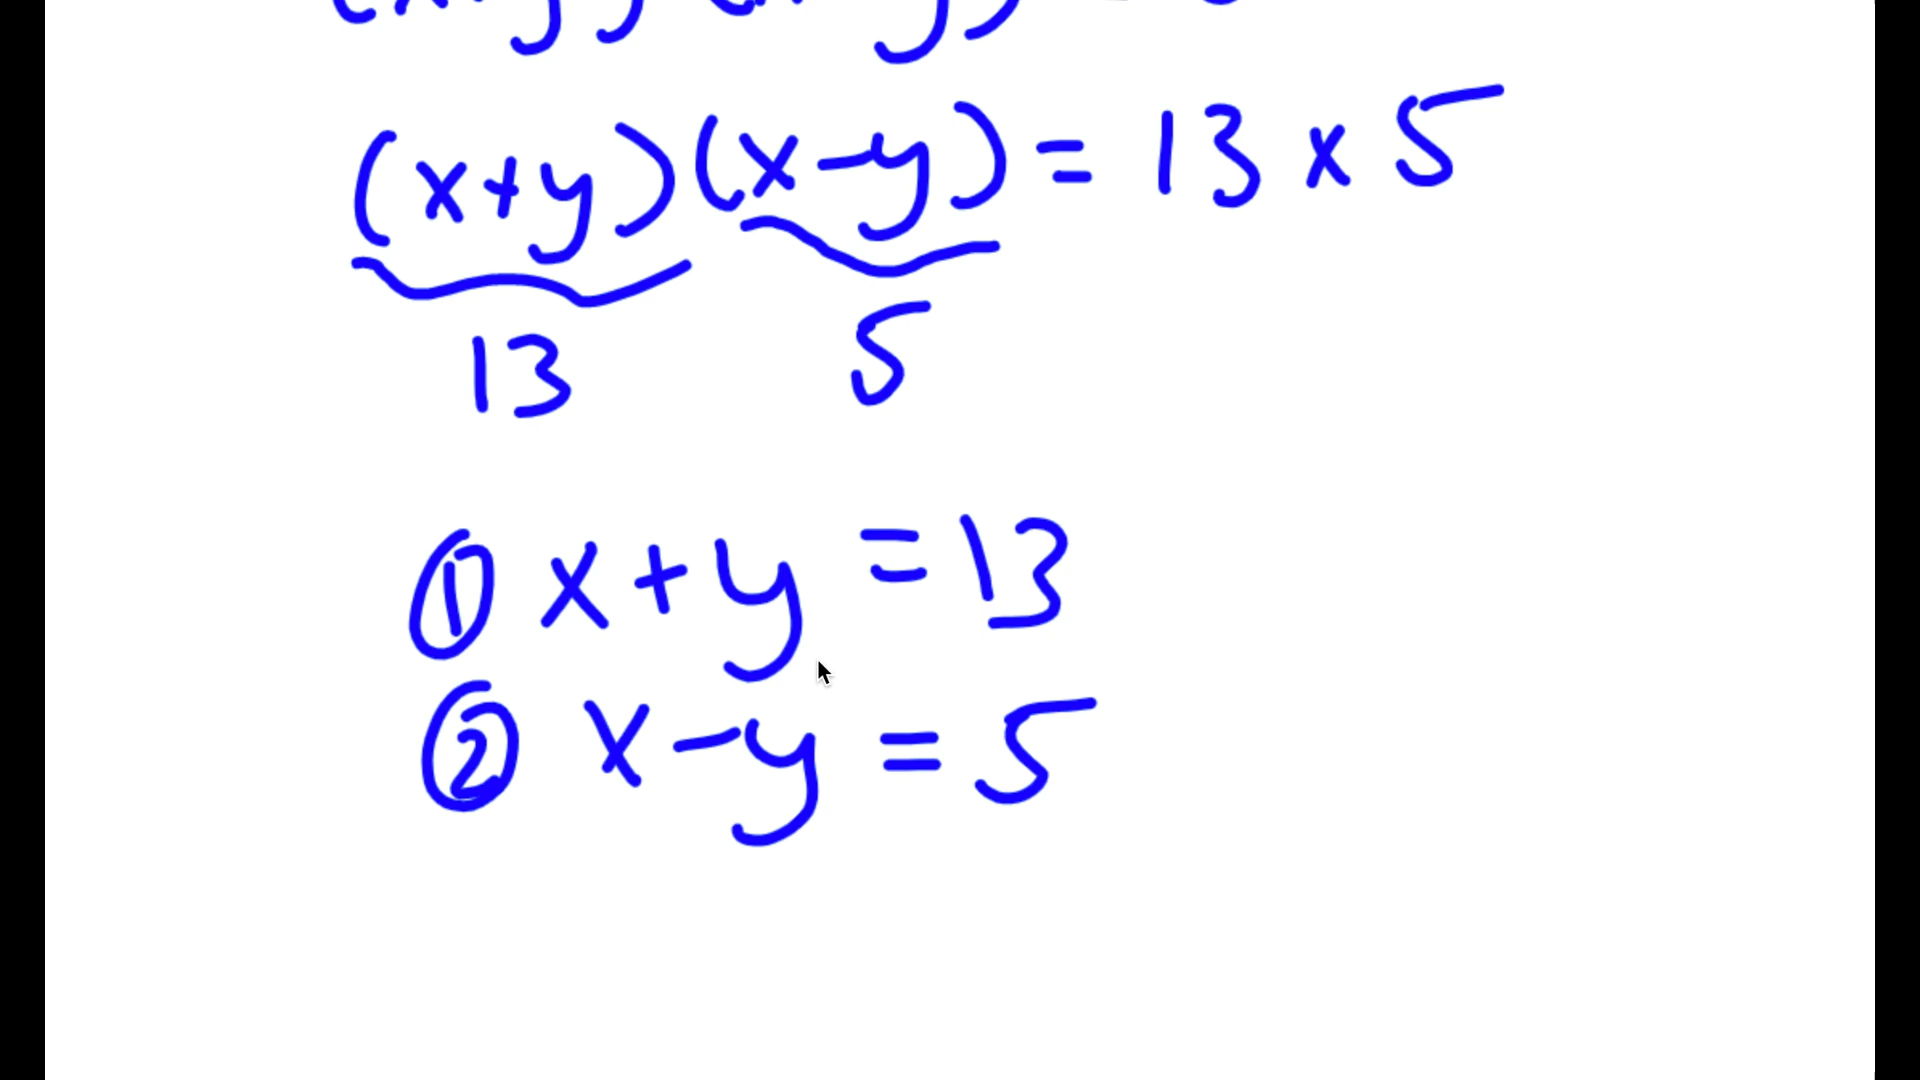 (x+y)(x-y) = 13 x 5
13 5
① x+y = 13
② x-y = 5